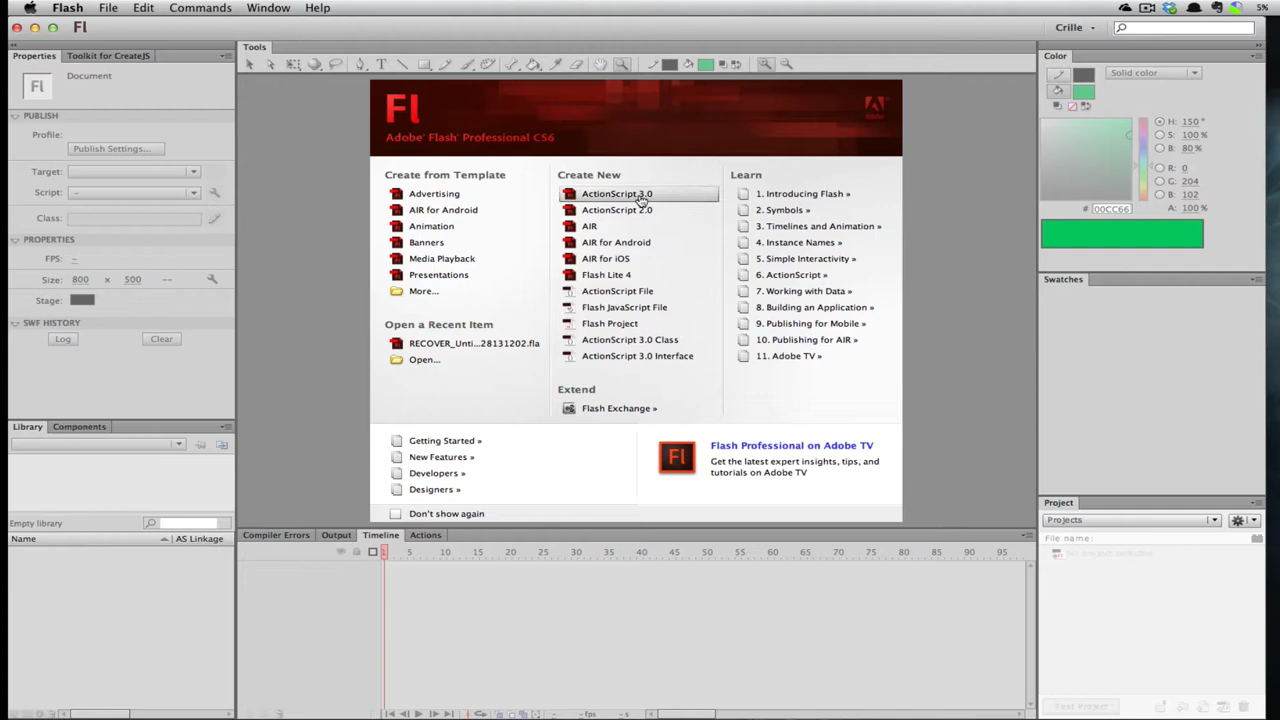 Flash File Edit Commands Window Help 5%
Fl Crille
Properties Toolkit for CreateJS
Tools
Color
Fl Document
Solid color
PUBLISH
Profile:
Publish Settings...
Target:
Script: –
Class:
PROPERTIES
FPS: –
Size: 800 x 500
Stage:
SWF HISTORY
Log Clear
Library Components
Empty library
Name AS Linkage
Fl
Adobe® Flash® Professional CS6
Adobe
Create from Template
Advertising
AIR for Android
Animation
Banners
Media Playback
Presentations
More...
Open a Recent Item
RECOVER_Unti...28131202.fla
Open...
Create New
ActionScript 3.0
ActionScript 2.0
AIR
AIR for Android
AIR for iOS
Flash Lite 4
ActionScript File
Flash JavaScript File
Flash Project
ActionScript 3.0 Class
ActionScript 3.0 Interface
Extend
Flash Exchange »
Learn
1. Introducing Flash »
2. Symbols »
3. Timelines and Animation »
4. Instance Names »
5. Simple Interactivity »
6. ActionScript »
7. Working with Data »
8. Building an Application »
9. Publishing for Mobile »
10. Publishing for AIR »
11. Adobe TV »
Getting Started »
New Features »
Developers »
Designers »
Fl
Flash Professional on Adobe TV
Get the latest expert insights, tips, and
tutorials on Adobe TV
Don't show again
Compiler Errors Output Timeline Actions
1 5 10 15 20 25 30 35 40 45 50 55 60 65 70 75 80 85 90 95
– fps – s
H: 150 °
S: 100 %
B: 80 %
R: 0
G: 204
B: 102
# 00CC66 A: 100 %
Swatches
Project
Projects
File name:
Test Project